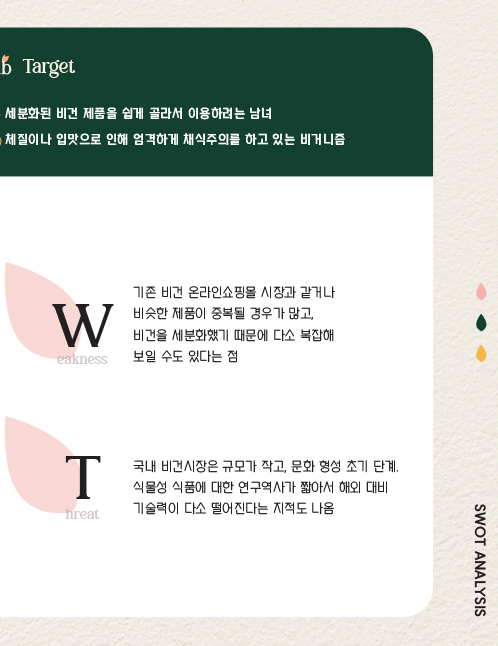 b Target
세분화된 비건 제품을 쉽게 골라서 이용하려는 남녀
체질이나 입맛으로 인해 엄격하게 채식주의를 하고 있는 비거니즘
W
eakness
기존 비건 온라인쇼핑몰 시장과 같거나
비슷한 제품이 중복될 경우가 많고,
비건을 세분화했기 때문에 다소 복잡해
보일 수도 있다는 점
T
hreat
국내 비건시장은 규모가 작고, 문화 형성 초기 단계.
식물성 식품에 대한 연구역사가 짧아서 해외 대비
기술력이 다소 떨어진다는 지적도 나옴
SWOT ANALYSIS